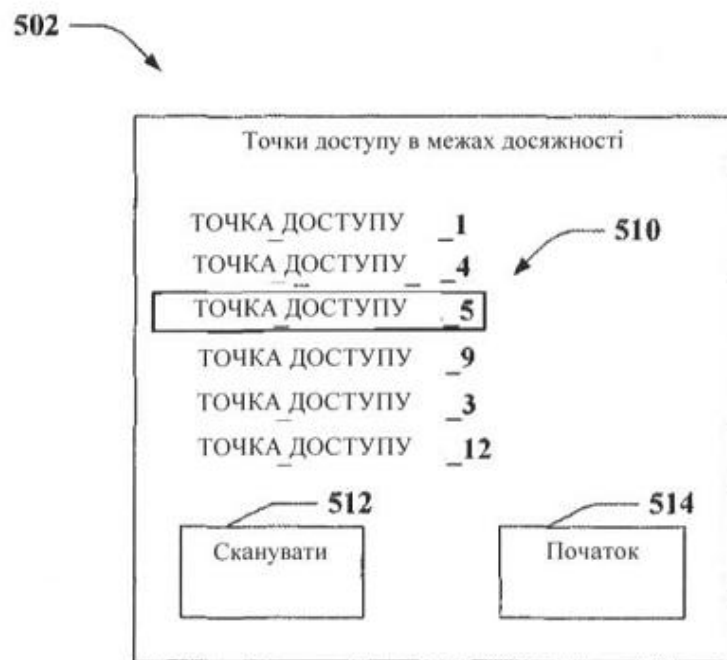 502
Точки доступу в межах досяжності
ТОЧКА_ДОСТУПУ _1
510
ТОЧКА_ДОСТУПУ_ _4
ТОЧКА_ДОСТУПУ _5
ТОЧКА ДОСТУПУ _9
ТОЧКА_ДОСТУПУ _3
ТОЧКА_ДОСТУПУ _12
512
514
Сканувати
Початок